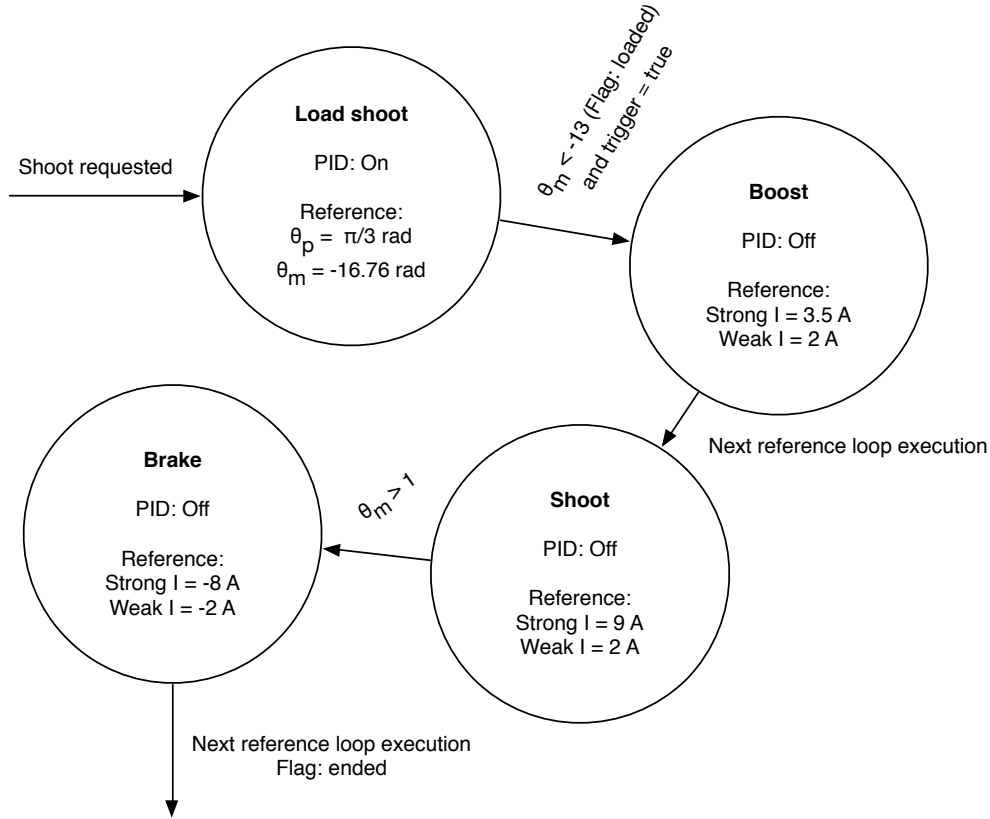 Shoot requested
Load shoot
PID: On
Reference:
θp = π/3 rad
θm = -16.76 rad
θm < -13 (Flag: loaded)
and trigger = true
Boost
PID: Off
Reference:
Strong I = 3.5 A
Weak I = 2 A
Next reference loop execution
Shoot
PID: Off
Reference:
Strong I = 9 A
Weak I = 2 A
θm > 1
Brake
PID: Off
Reference:
Strong I = -8 A
Weak I = -2 A
Next reference loop execution
Flag: ended